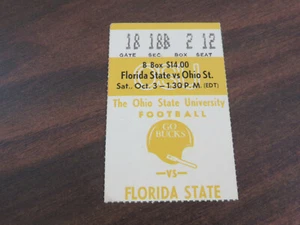 18 18B 2 12
GATE SEC. BOX SEAT
B-Box $14.00
Florida State vs Ohio St.
Sat., Oct. 3 — 1:30 P.M. (EDT)
The Ohio State University
FOOTBALL
GO
BUCKS
—VS—
FLORIDA STATE